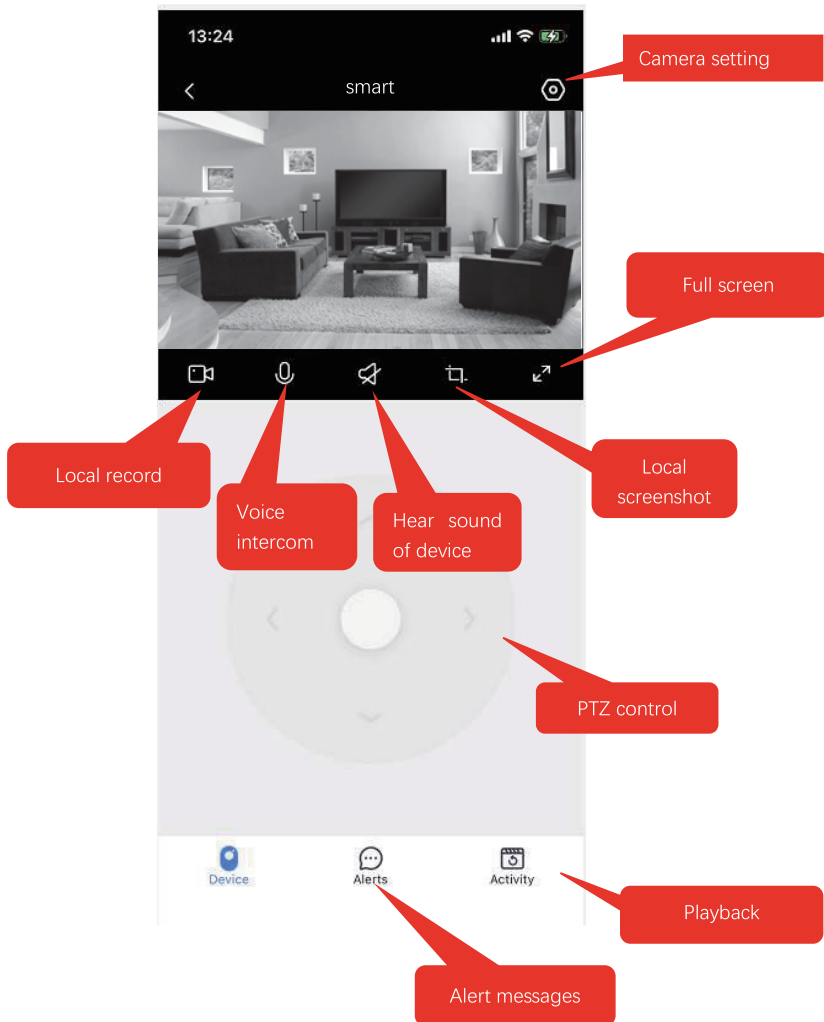 13:24
Camera setting
smart
Full screen
Local record
Local
screenshot
Voice
intercom
Hear sound
of device
PTZ control
Device
Alerts
Activity
Playback
Alert messages